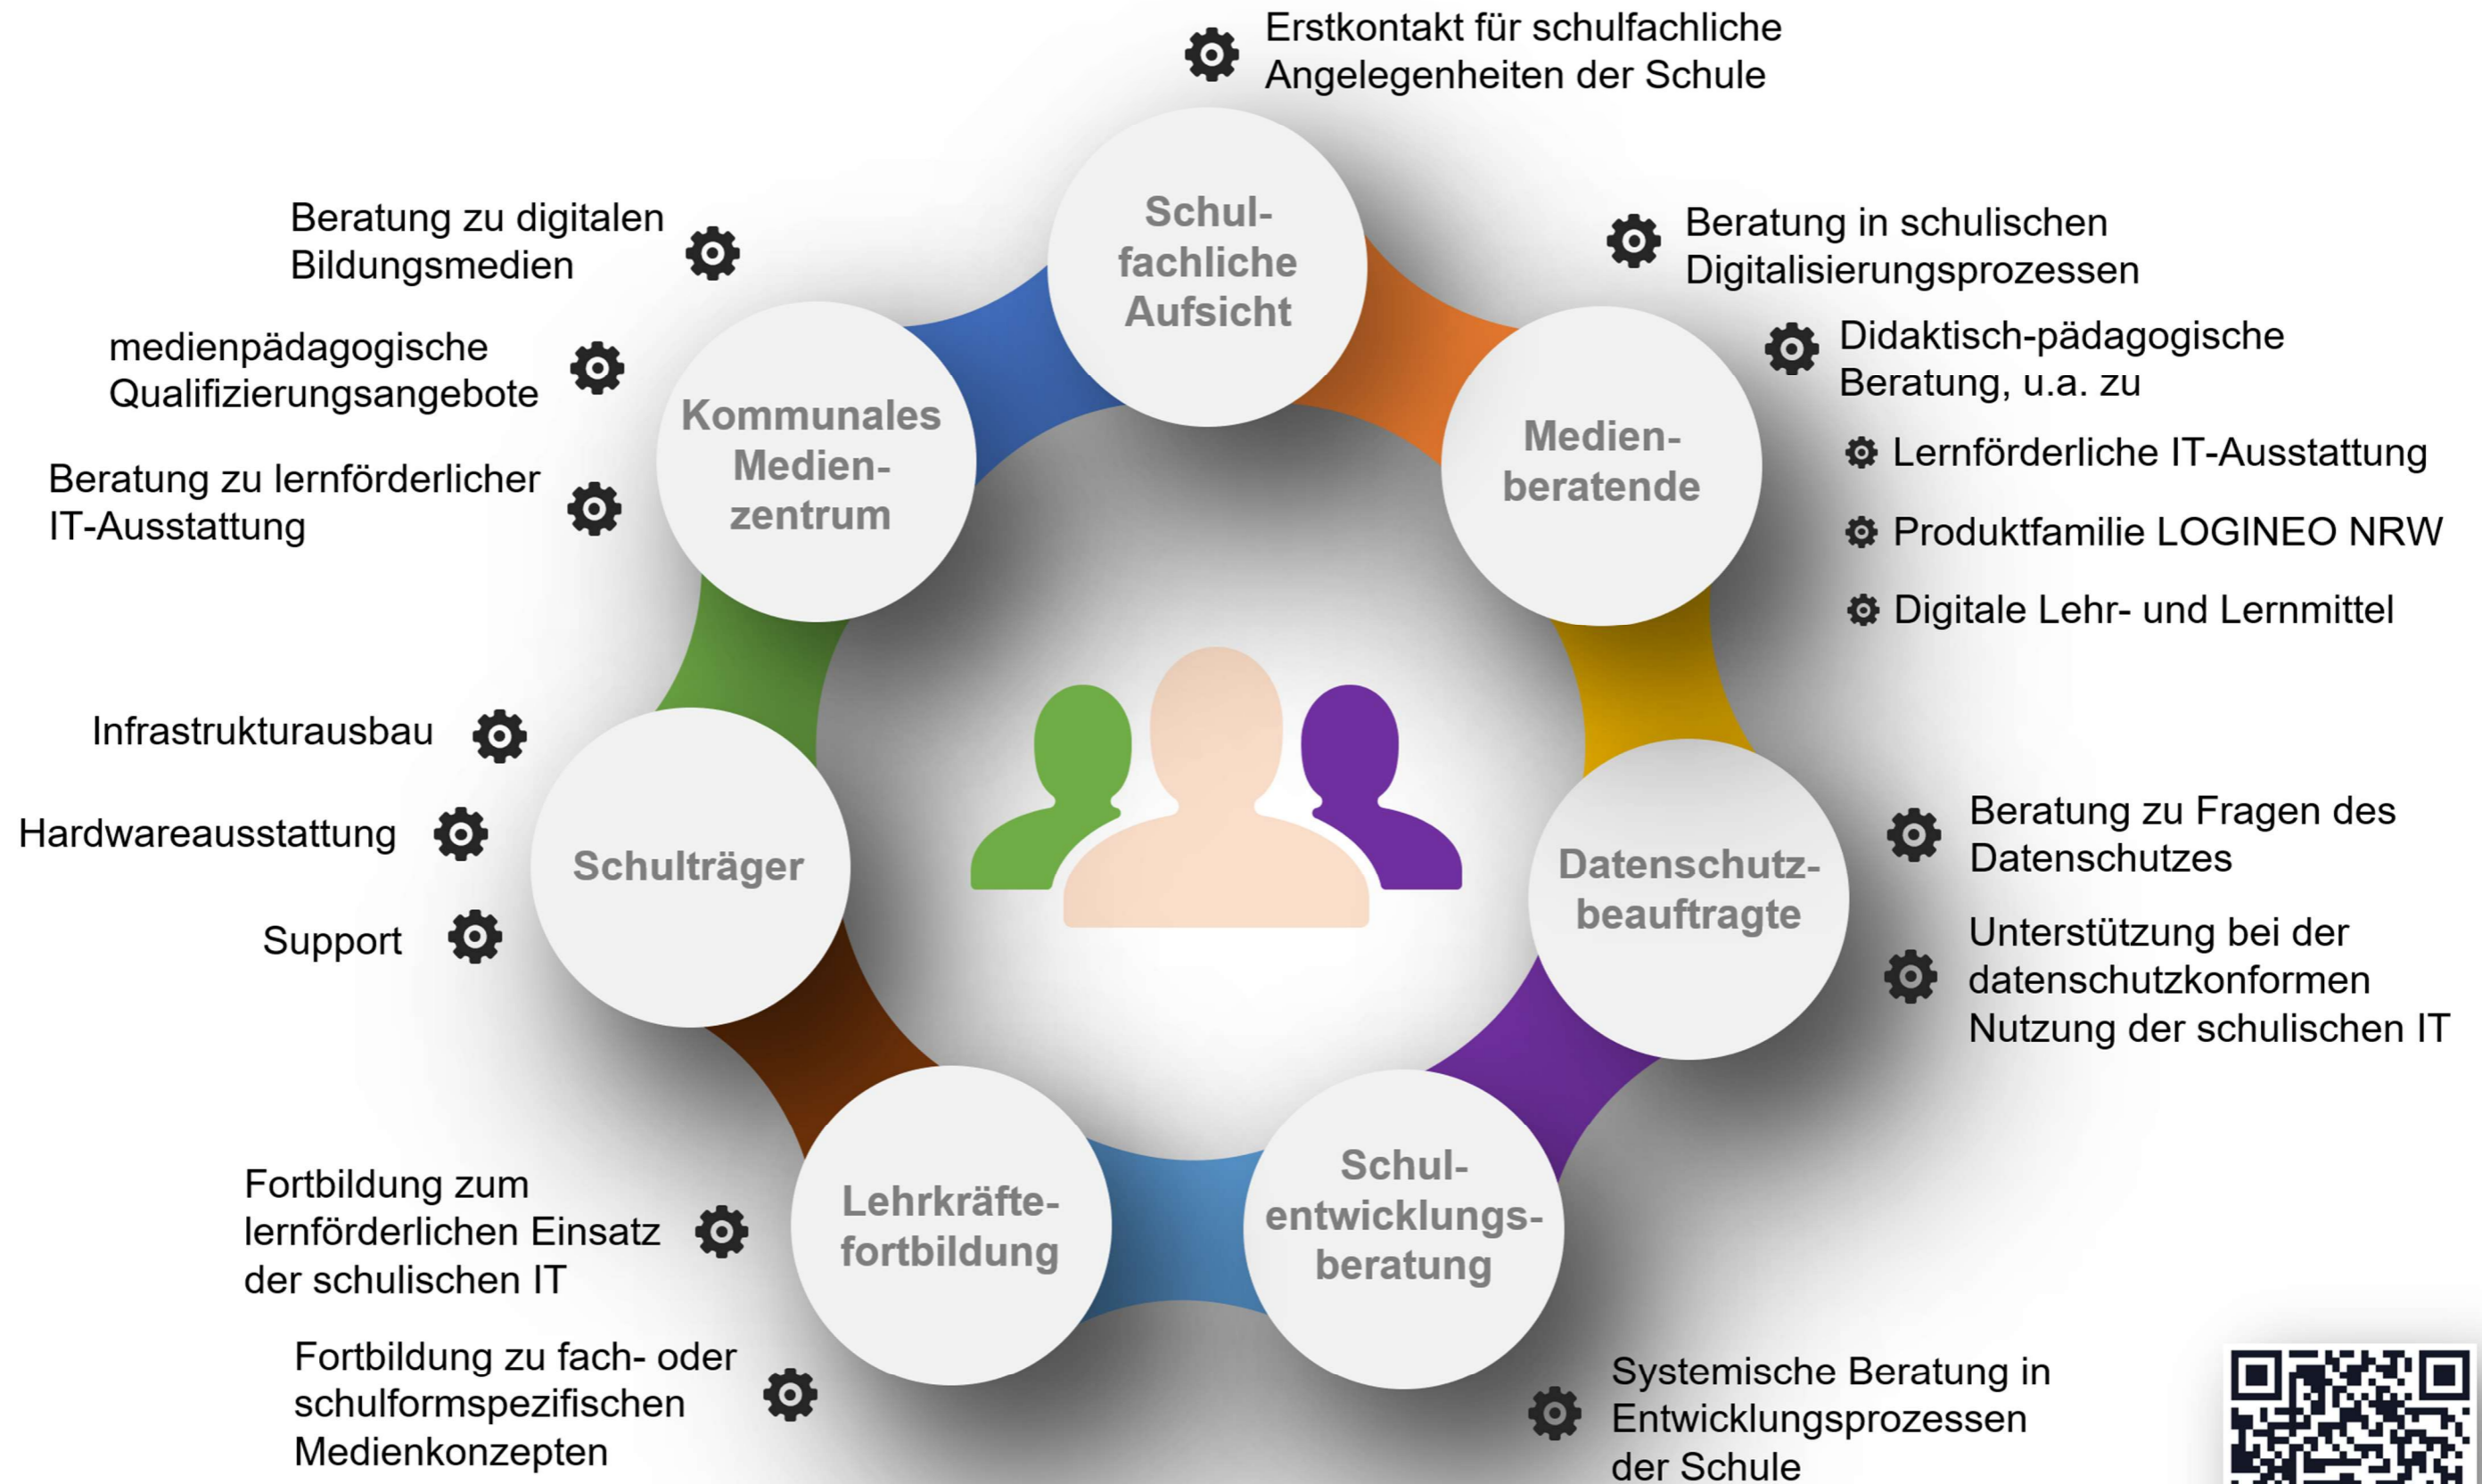 Erstkontakt für schulfachliche
Angelegenheiten der Schule
Schul-
fachliche
Aufsicht
Beratung in schulischen
Digitalisierungsprozessen
Didaktisch-pädagogische
Beratung, u.a. zu
Lernförderliche IT-Ausstattung
Produktfamilie LOGINEO NRW
Digitale Lehr- und Lernmittel
Medien-
beratende
Beratung zu digitalen
Bildungsmedien
medienpädagogische
Qualifizierungsangebote
Beratung zu lernförderlicher
IT-Ausstattung
Kommunales
Medien-
zentrum
Infrastrukturausbau
Hardwareausstattung
Support
Schulträger
Datenschutz-
beauftragte
Beratung zu Fragen des
Datenschutzes
Unterstützung bei der
datenschutzkonformen
Nutzung der schulischen IT
Fortbildung zum
lernförderlichen Einsatz
der schulischen IT
Fortbildung zu fach- oder
schulformspezifischen
Medienkonzepten
Lehrkräfte-
fortbildung
Schul-
entwicklungs-
beratung
Systemische Beratung in
Entwicklungsprozessen
der Schule